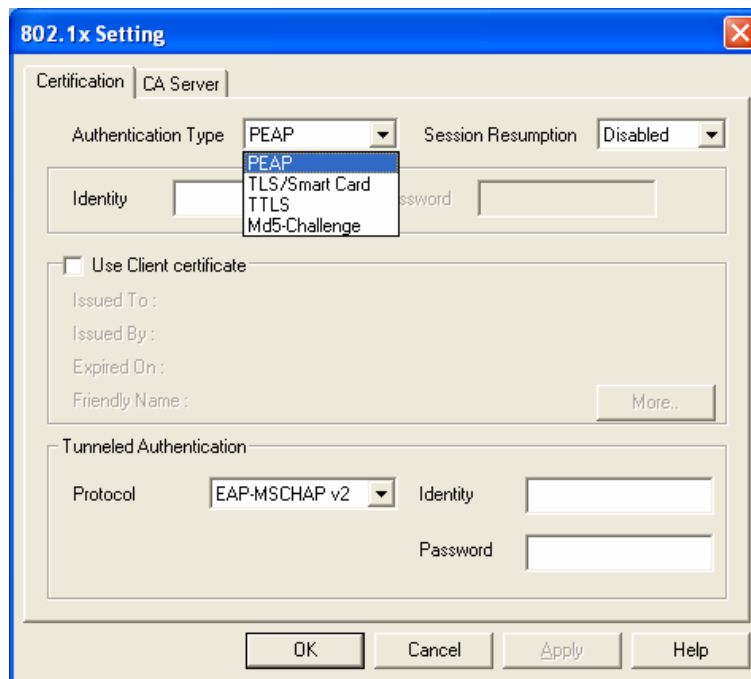 802.1x Setting
Certification CA Server
Authentication Type PEAP Session Resumption Disabled
PEAP
TLS/Smart Card
TTLS
Md5-Challenge
Identity ssword
Use Client certificate
Issued To :
Issued By :
Expired On :
Friendly Name :
More..
Tunneled Authentication
Protocol EAP-MSCHAP v2 Identity
Password
OK Cancel Apply Help